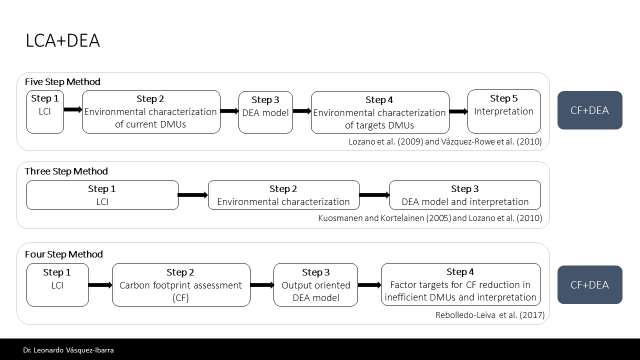 LCA+DEA
Five Step Method
Step 1
LCI
Step 2
Environmental characterization
of current DMUs
Step 3
DEA model
Step 4
Environmental characterization
of targets DMUs
Step 5
Interpretation
CF+DEA
Lozano et al. (2009) and Vázquez-Rowe et al. (2010)
Three Step Method
Step 1
LCI
Step 2
Environmental characterization
Step 3
DEA model and interpretation
Kuosmanen and Kortelainen (2005) and Lozano et al. (2010)
Four Step Method
Step 1
LCI
Step 2
Carbon footprint assessment
(CF)
Step 3
Output oriented
DEA model
Step 4
Factor targets for CF reduction in
inefficient DMUs and interpretation
CF+DEA
Rebolledo-Leiva et al. (2017)
Dr. Leonardo Vásquez-Ibarra